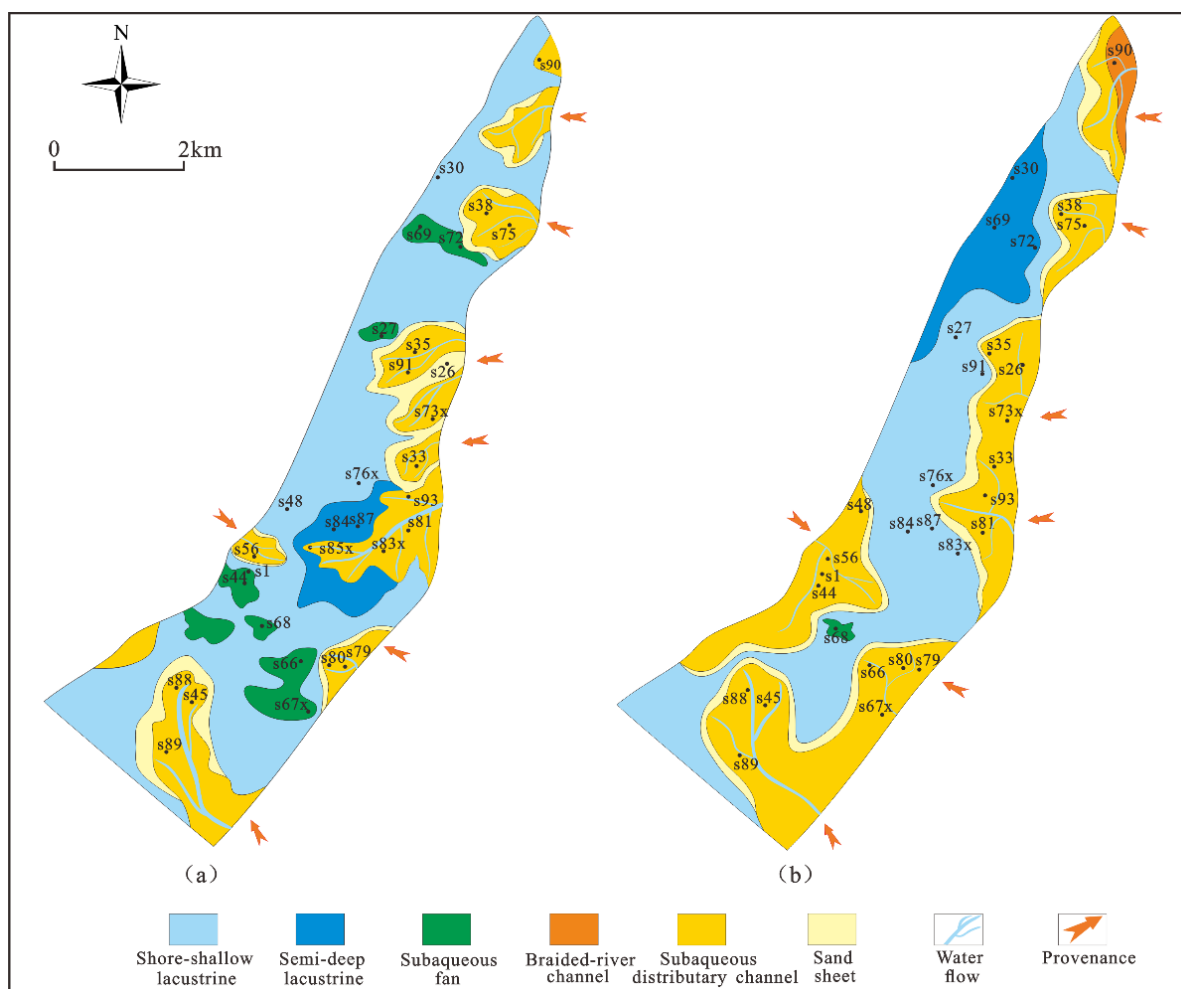 N
0
2km
s90
s30
s38
s69
s72
s75
s27
s35
s91
s26
s73x
s33
s76x
s48
s93
s84
s87
s81
s85x
s83x
s56
s1
s44
s68
s66
s80
s79
s67x
s88
s45
s89
(a)
s90
s30
s38
s69
s75
s72
s27
s35
s91
s26
s73x
s33
s76x
s93
s48
s84
s87
s81
s83x
s56
s1
s44
s68
s66
s80
s79
s67x
s88
s45
s89
(b)
Shore-shallow
lacustrine
Semi-deep
lacustrine
Subaqueous
fan
Braided-river
channel
Subaqueous
distributary channel
Sand
sheet
Water
flow
Provenance